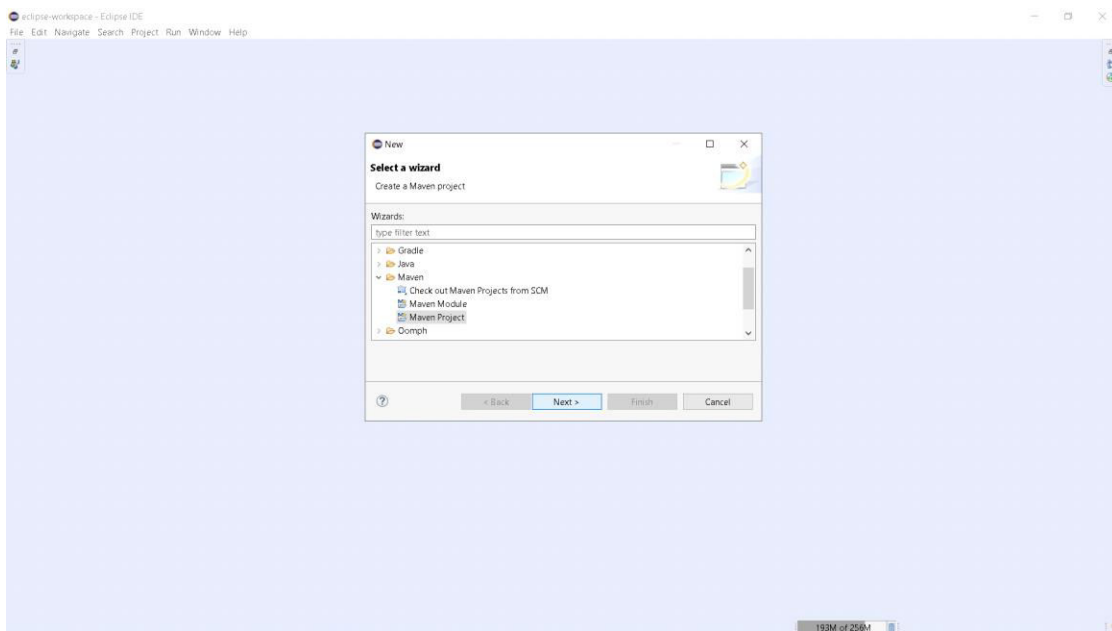 eclipse-workspace - Eclipse IDE
File Edit Navigate Search Project Run Window Help
New
Select a wizard
Create a Maven project
Wizards:
type filter text
Gradle
Java
Maven
Check out Maven Projects from SCM
Maven Module
Maven Project
Oomph
< Back Next > Finish Cancel
193M of 256M